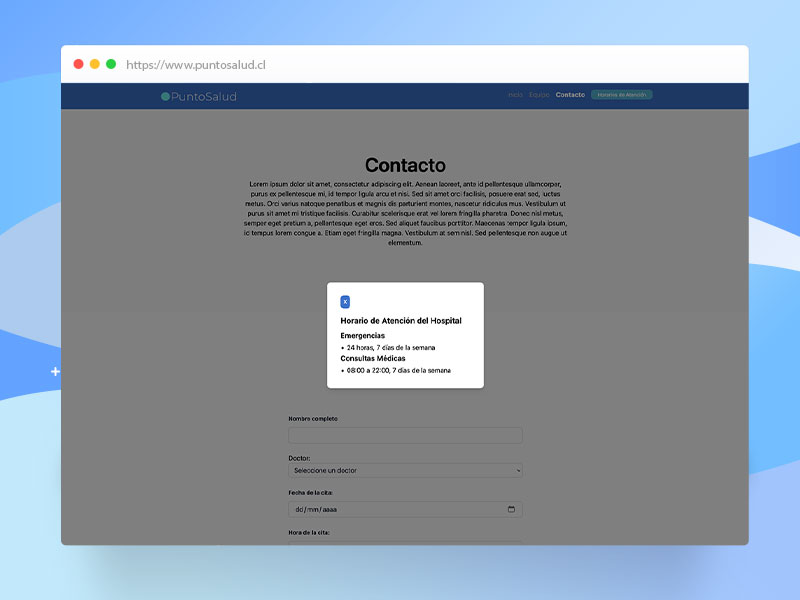 https://www.puntosalud.cl
PuntoSalud
Inicio Equipo Contacto Horarios de Atención
Contacto
Lorem ipsum dolor sit amet, consectetur adipiscing elit. Aenean laoreet, ante id pellentesque ullamcorper,
purus ex pellentesque mi, id tempor ligula arcu et nisi. Sed sit amet orci facilisis, posuere erat sed, luctus
metus. Orci varius natoque penatibus et magnis dis parturient montes, nascetur ridiculus mus. Vestibulum ut
purus sit amet mi tristique facilisis. Curabitur scelerisque erat vel lorem fringilla pharetra. Donec nisl metus,
semper eget pretium a, pellentesque eget eros. Sed aliquet faucibus porttitor. Maecenas tempor ligula ipsum,
id tempus lorem congue a. Etiam eget fringilla magna. Vestibulum at sem nisl. Sed pellentesque non augue ut
elementum.
X
Horario de Atención del Hospital
Emergencias
• 24 horas, 7 días de la semana
Consultas Médicas
• 08:00 a 22:00, 7 días de la semana
Nombre completo
Doctor:
Seleccione un doctor
Fecha de la cita:
dd/mm/aaaa
Hora de la cita: